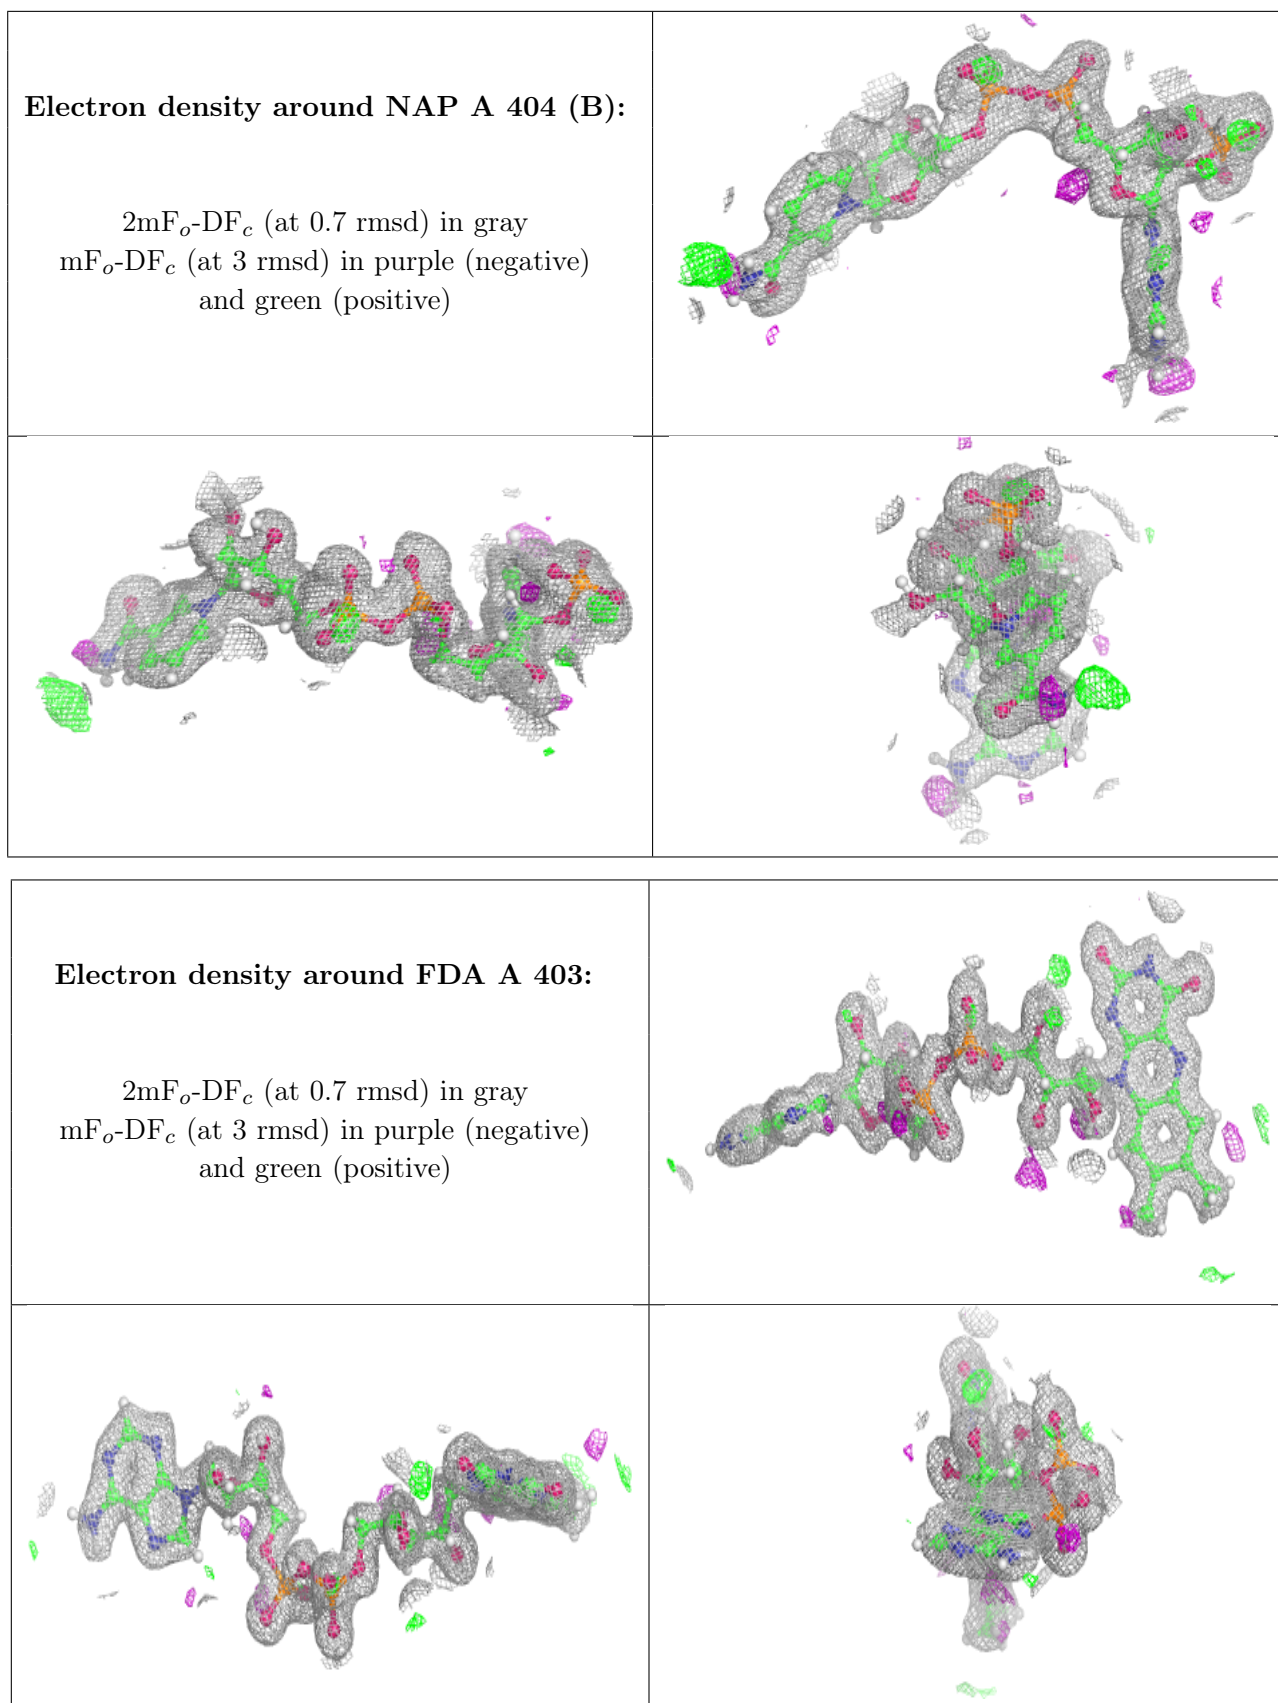 Electron density around NAP A 404 (B):
2mFₒ-DF𝒸 (at 0.7 rmsd) in gray
mFₒ-DF𝒸 (at 3 rmsd) in purple (negative)
and green (positive)
Electron density around FDA A 403:
2mFₒ-DF𝒸 (at 0.7 rmsd) in gray
mFₒ-DF𝒸 (at 3 rmsd) in purple (negative)
and green (positive)